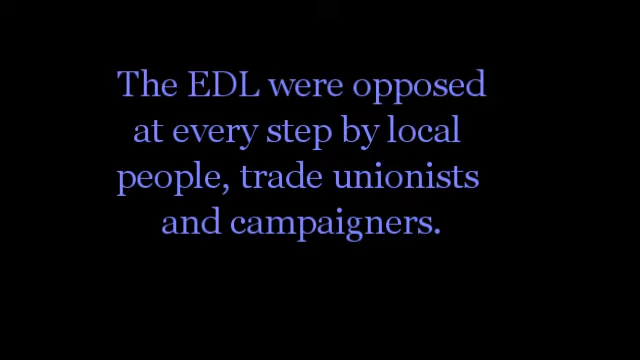 The EDL were opposed
at every step by local
people, trade unionists
and campaigners.